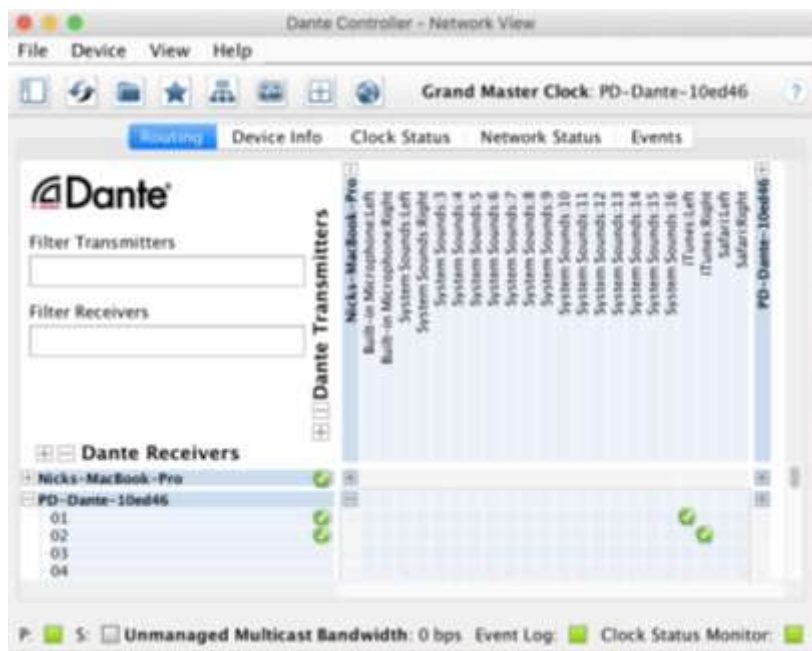 Dante Controller - Network View
File Device View Help
Grand Master Clock: PD-Dante-10ed46 ?
Routing Device Info Clock Status Network Status Events
Dante
Filter Transmitters
Filter Receivers
Dante Transmitters
Nicks-MacBook-Pro
Built-in Microphone:Left
Built-in Microphone:Right
System Sounds:Left
System Sounds:Right
System Sounds:3
System Sounds:4
System Sounds:5
System Sounds:6
System Sounds:7
System Sounds:8
System Sounds:9
System Sounds:10
System Sounds:11
System Sounds:12
System Sounds:13
System Sounds:14
System Sounds:15
System Sounds:16
iTunes:Left
iTunes:Right
Safari:Left
Safari:Right
PD-Dante-10ed46
Dante Receivers
Nicks-MacBook-Pro
PD-Dante-10ed46
01
02
03
04
P: S: Unmanaged Multicast Bandwidth: 0 bps Event Log: Clock Status Monitor: